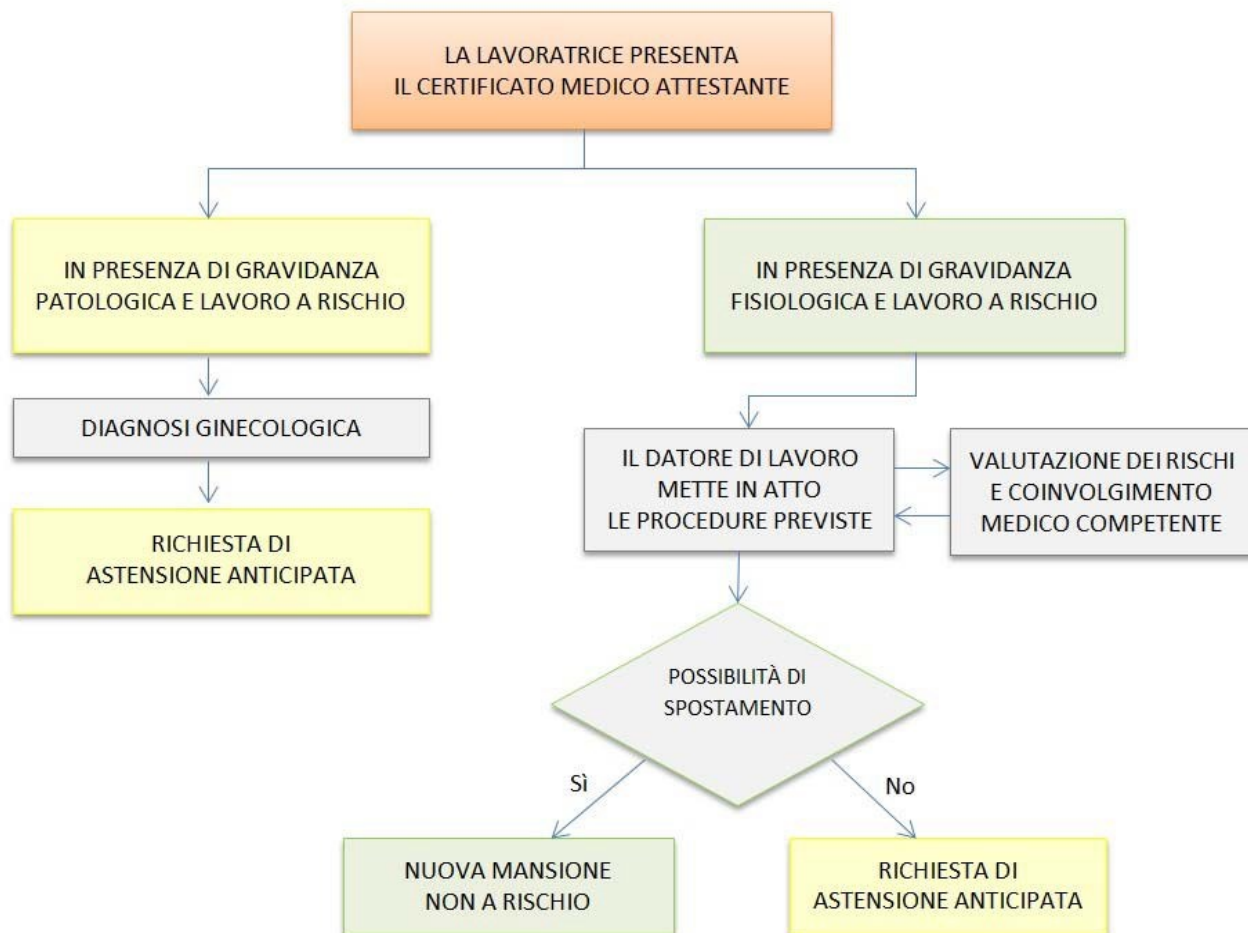 LA LAVORATRICE PRESENTA
IL CERTIFICATO MEDICO ATTESTANTE
IN PRESENZA DI GRAVIDANZA
PATOLOGICA E LAVORO A RISCHIO
IN PRESENZA DI GRAVIDANZA
FISIOLOGICA E LAVORO A RISCHIO
DIAGNOSI GINECOLOGICA
RICHIESTA DI
ASTENSIONE ANTICIPATA
IL DATORE DI LAVORO
METTE IN ATTO
LE PROCEDURE PREVISTE
VALUTAZIONE DEI RISCHI
E COINVOLGIMENTO
MEDICO COMPETENTE
POSSIBILITÀ DI
SPOSTAMENTO
Sì
No
NUOVA MANSIONE
NON A RISCHIO
RICHIESTA DI
ASTENSIONE ANTICIPATA